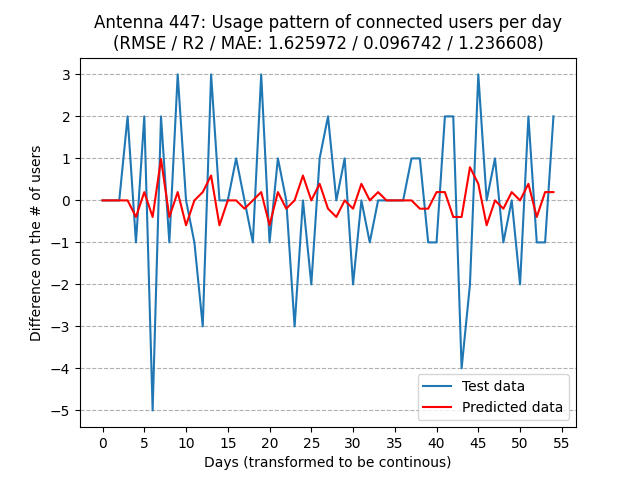 Antenna 447: Usage pattern of connected users per day
(RMSE / R2 / MAE: 1.625972 / 0.096742 / 1.236608)
Difference on the # of users
3
2
1
0
−1
−2
−3
−4
−5
Test data
Predicted data
0 5 10 15 20 25 30 35 40 45 50 55
Days (transformed to be continous)